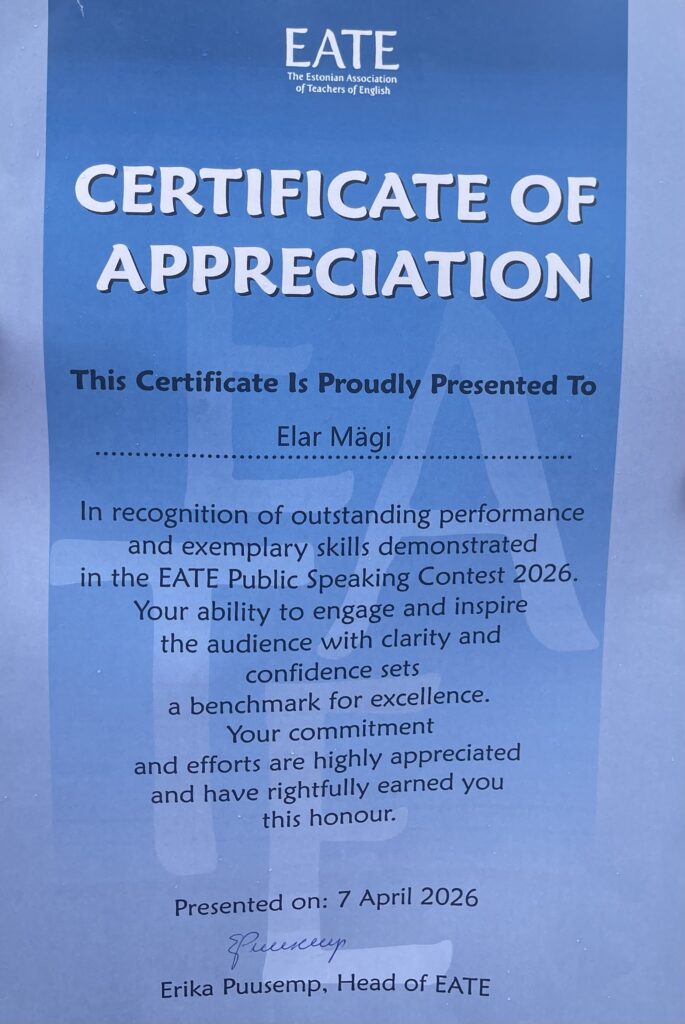 EATE
The Estonian Association
of Teachers of English
CERTIFICATE OF
APPRECIATION
This Certificate Is Proudly Presented To
Elar Mägi
In recognition of outstanding performance
and exemplary skills demonstrated
in the EATE Public Speaking Contest 2026.
Your ability to engage and inspire
the audience with clarity and
confidence sets
a benchmark for excellence.
Your commitment
and efforts are highly appreciated
and have rightfully earned you
this honour.
Presented on: 7 April 2026
Erika Puusemp, Head of EATE